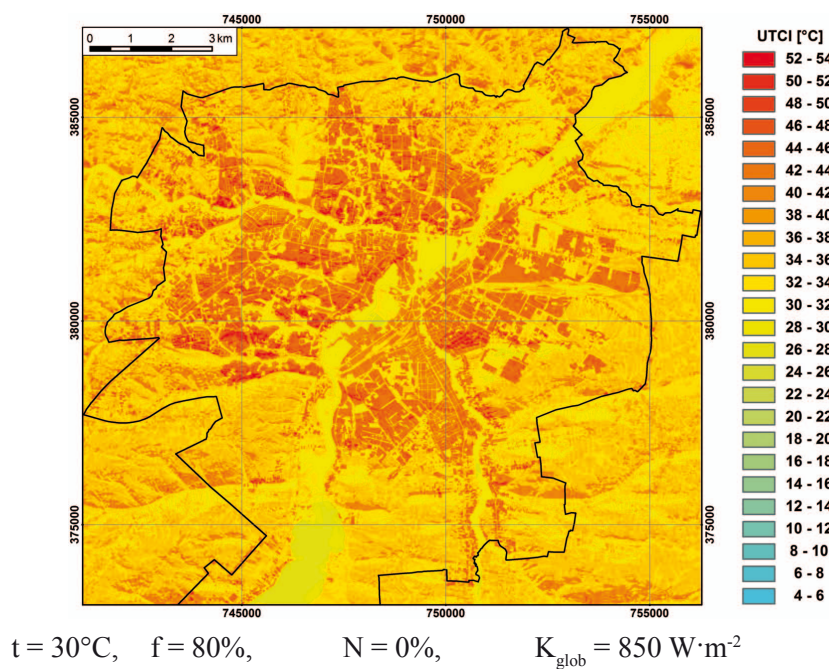 745000 750000 755000
0 1 2 3 km
UTCI [°C]
52 - 54
50 - 52
48 - 50
46 - 48
44 - 46
42 - 44
40 - 42
38 - 40
36 - 38
34 - 36
32 - 34
30 - 32
28 - 30
26 - 28
24 - 26
22 - 24
20 - 22
18 - 20
16 - 18
14 - 16
12 - 14
10 - 12
8 - 10
6 - 8
4 - 6
385000 385000
380000 380000
375000 375000
745000 750000 755000
t = 30°C, f = 80%, N = 0%, K_glob = 850 W·m⁻²